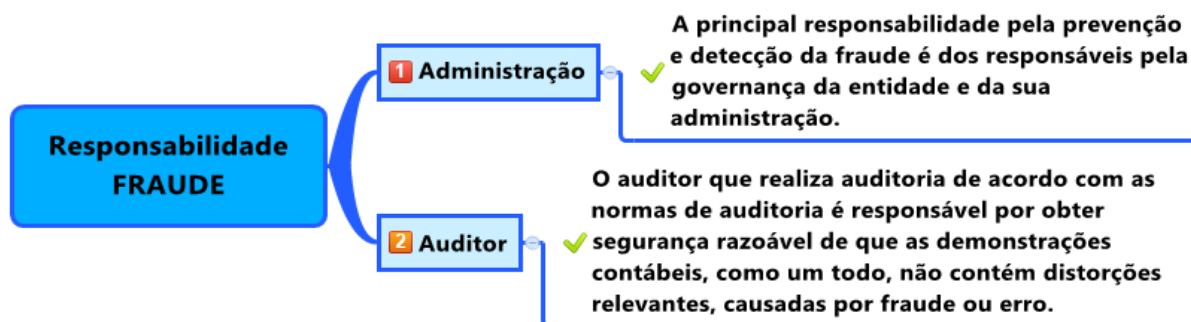 Responsabilidade
FRAUDE
1 Administração
A principal responsabilidade pela prevenção
e detecção da fraude é dos responsáveis pela
governança da entidade e da sua
administração.
2 Auditor
O auditor que realiza auditoria de acordo com as
normas de auditoria é responsável por obter
segurança razoável de que as demonstrações
contábeis, como um todo, não contém distorções
relevantes, causadas por fraude ou erro.